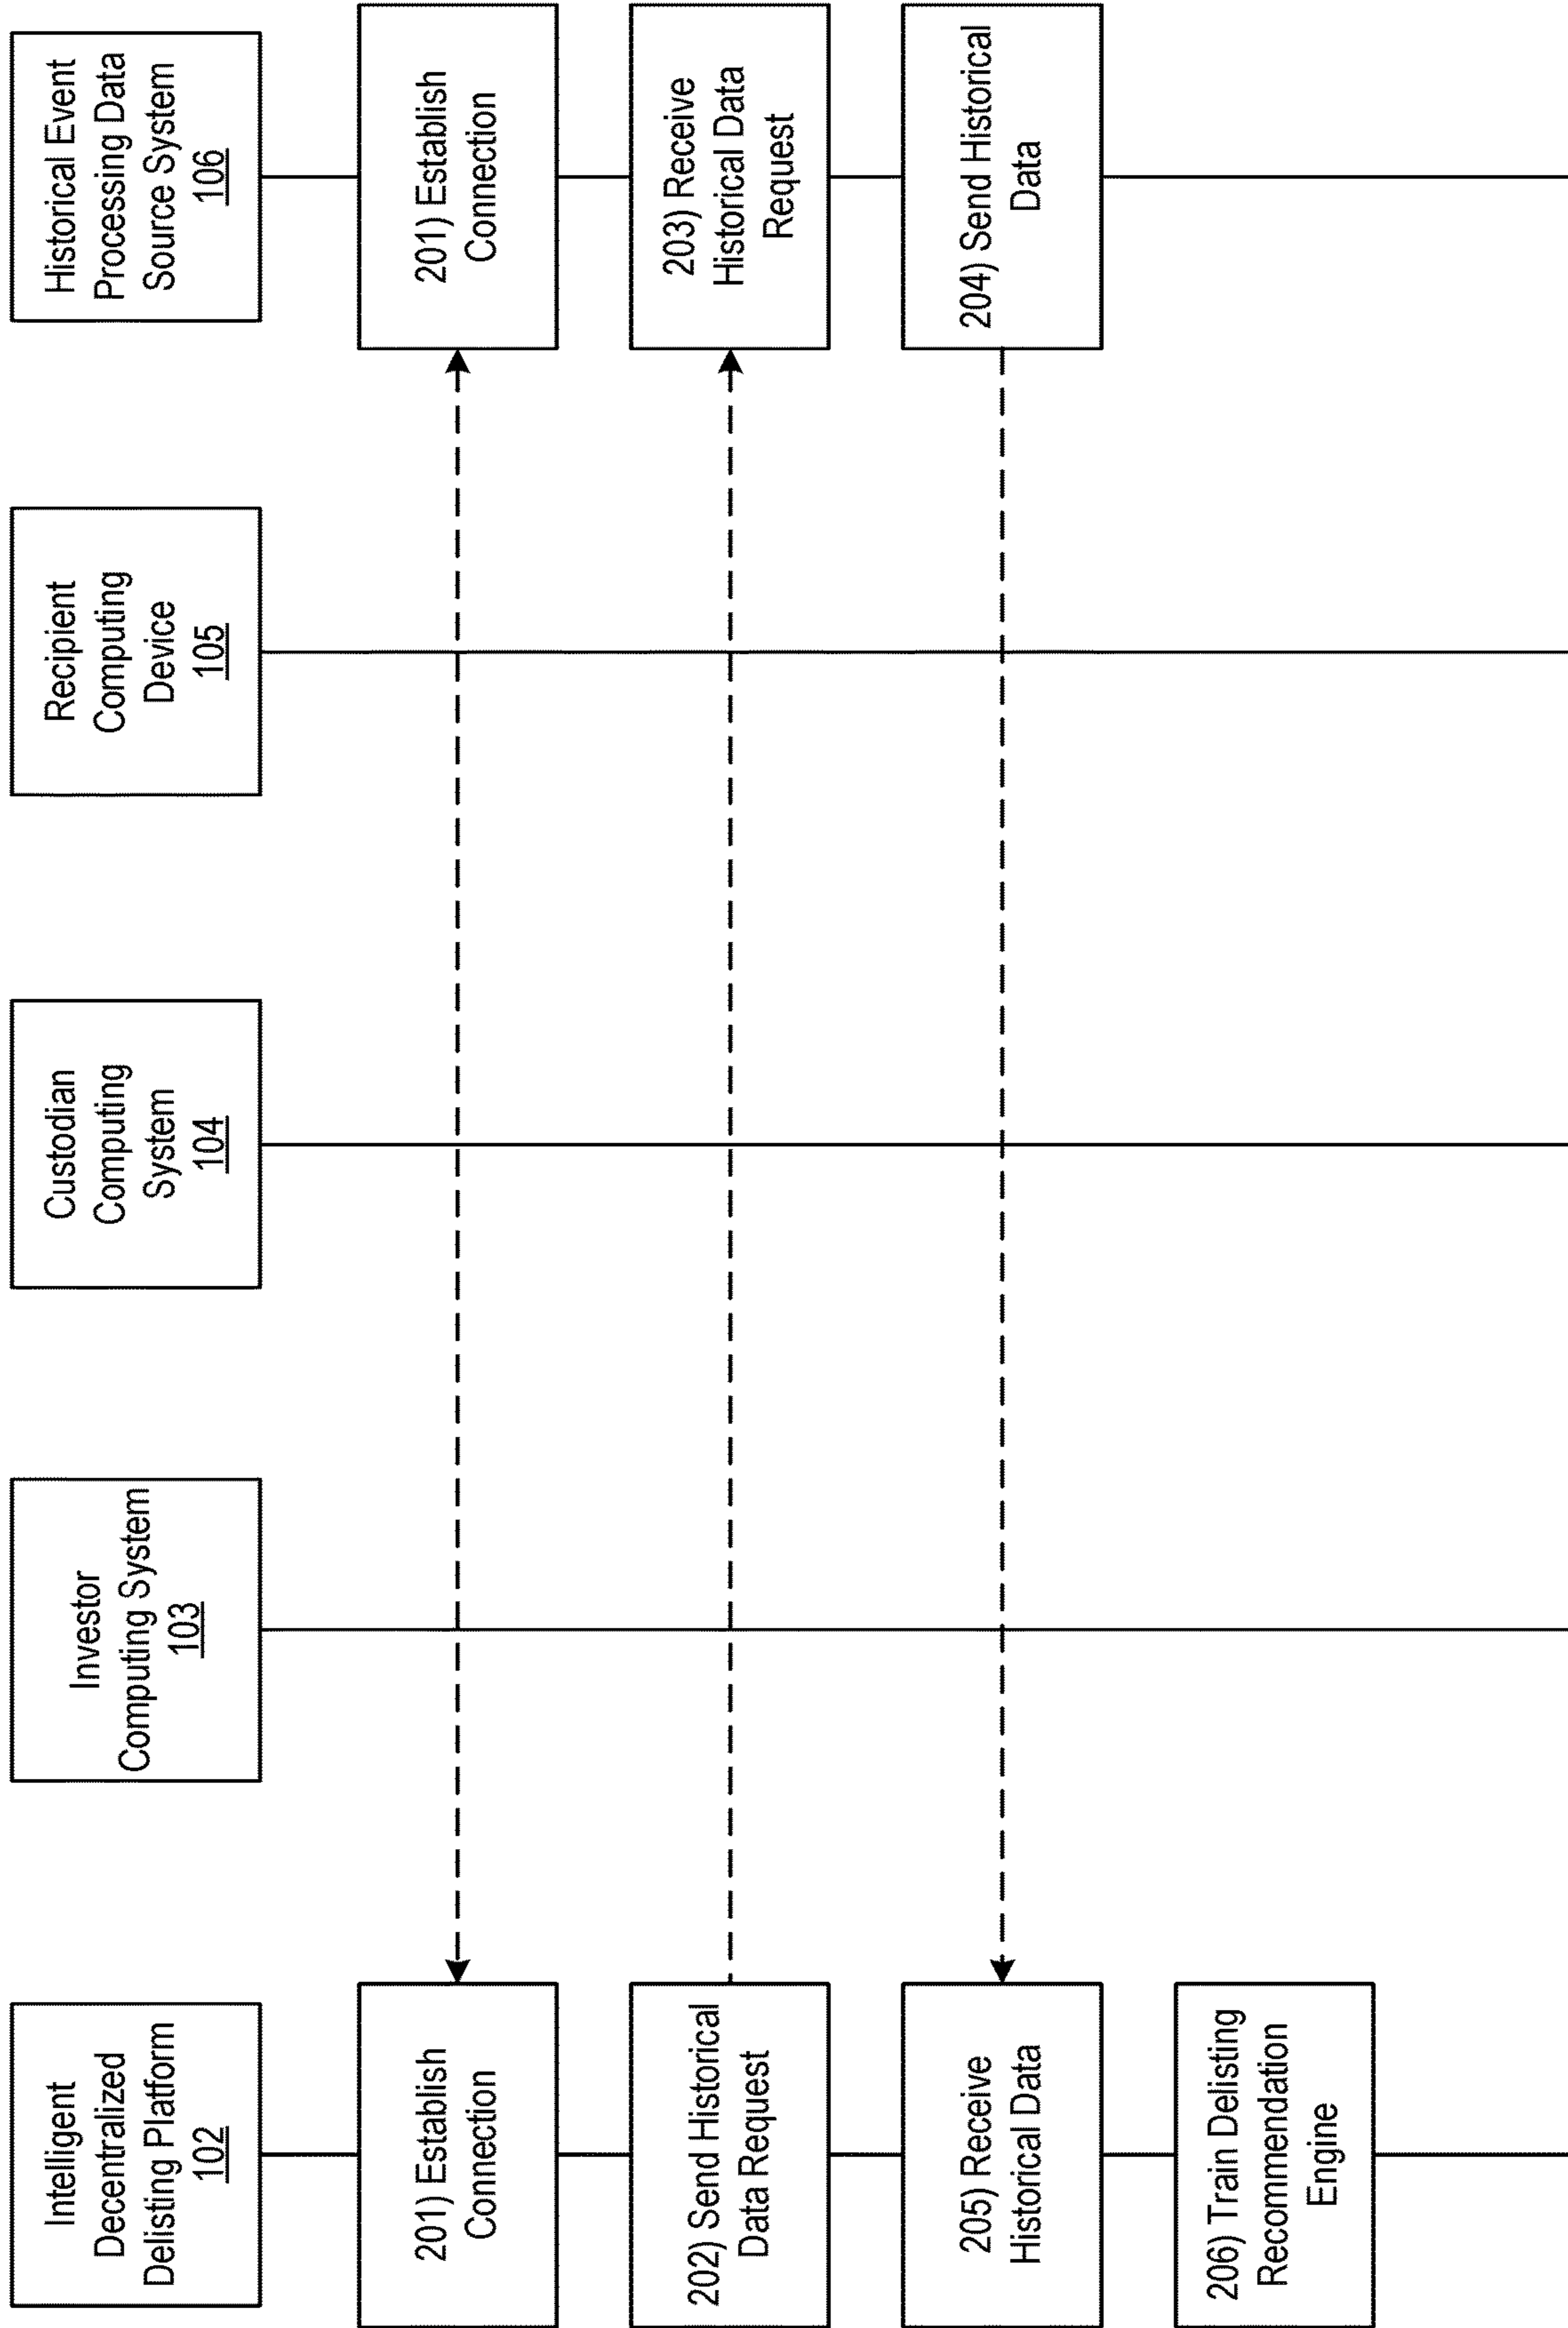 Intelligent
Decentralized
Delisting Platform
102
Investor
Computing System
103
Custodian
Computing
System
104
Recipient
Computing
Device
105
Historical Event
Processing Data
Source System
106
201) Establish
Connection
201) Establish
Connection
202) Send Historical
Data Request
203) Receive
Historical Data
Request
205) Receive
Historical Data
204) Send Historical
Data
206) Train Delisting
Recommendation
Engine